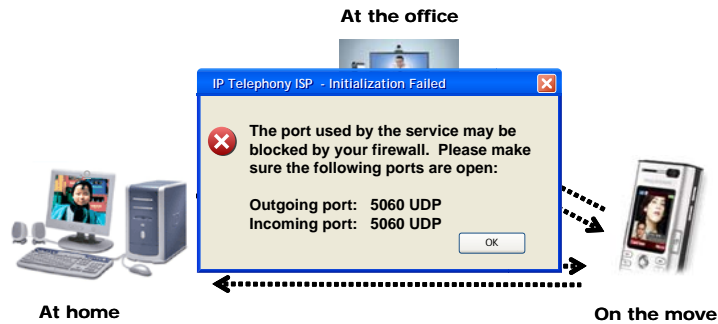 At the office
IP Telephony ISP - Initialization Failed
The port used by the service may be
blocked by your firewall. Please make
sure the following ports are open:
Outgoing port: 5060 UDP
Incoming port: 5060 UDP
OK
At home
On the move